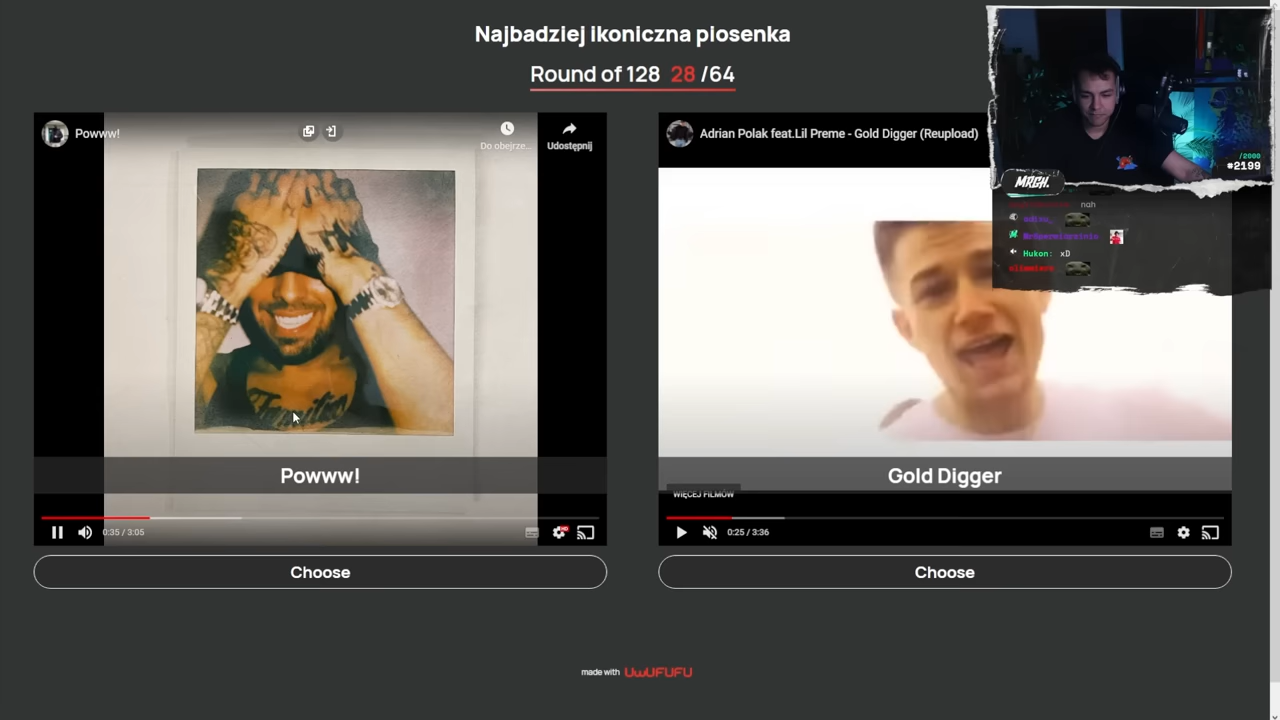 Najbadziej ikoniczna piosenka
Round of 128 28 /64
Powww!
Do obejrze...
Udostępnij
Powww!
0:35 / 3:05
Choose
Adrian Polak feat.Lil Preme - Gold Digger (Reupload)
Gold Digger
WIĘCEJ FILMÓW
0:25 / 3:36
Choose
/2000
#2199
MRGH.
nah
Hukon: xD
made with UwUFUFU